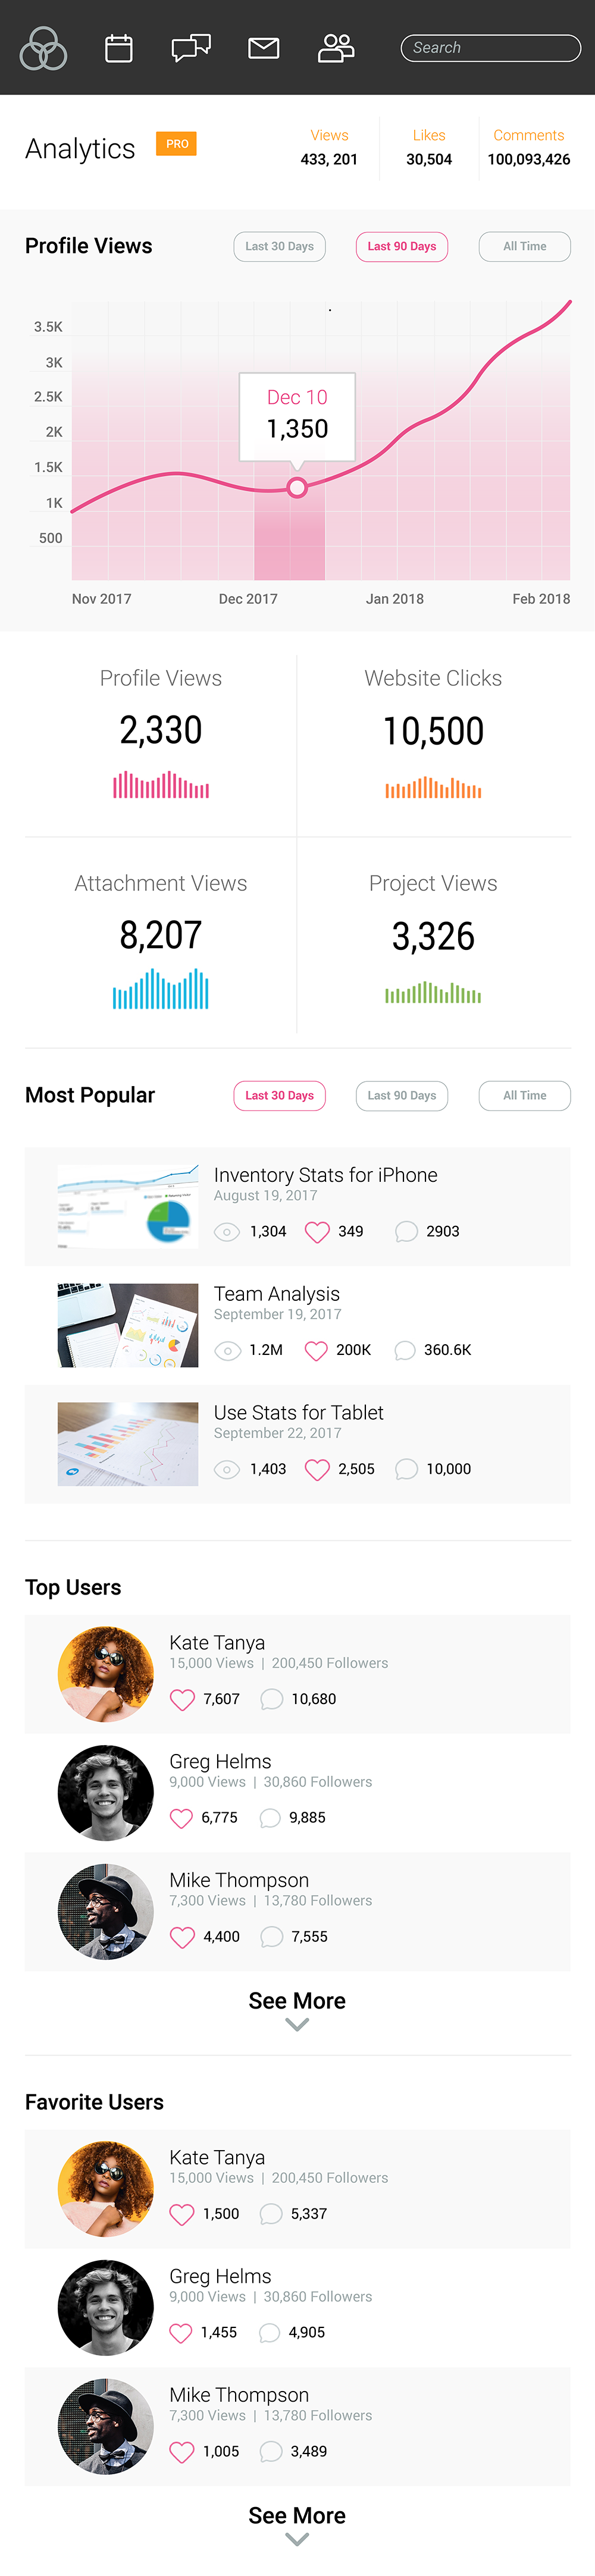 Search
Analytics
PRO
Views
433, 201
Likes
30,504
Comments
100,093,426
Profile Views
Last 30 Days
Last 90 Days
All Time
3.5K
3K
2.5K
2K
1.5K
1K
500
Dec 10
1,350
Nov 2017
Dec 2017
Jan 2018
Feb 2018
Profile Views
2,330
Website Clicks
10,500
Attachment Views
8,207
Project Views
3,326
Most Popular
Last 30 Days
Last 90 Days
All Time
Inventory Stats for iPhone
August 19, 2017
1,304 349 2903
Team Analysis
September 19, 2017
1.2M 200K 360.6K
Use Stats for Tablet
September 22, 2017
1,403 2,505 10,000
Top Users
Kate Tanya
15,000 Views | 200,450 Followers
7,607 10,680
Greg Helms
9,000 Views | 30,860 Followers
6,775 9,885
Mike Thompson
7,300 Views | 13,780 Followers
4,400 7,555
See More
Favorite Users
Kate Tanya
15,000 Views | 200,450 Followers
1,500 5,337
Greg Helms
9,000 Views | 30,860 Followers
1,455 4,905
Mike Thompson
7,300 Views | 13,780 Followers
1,005 3,489
See More